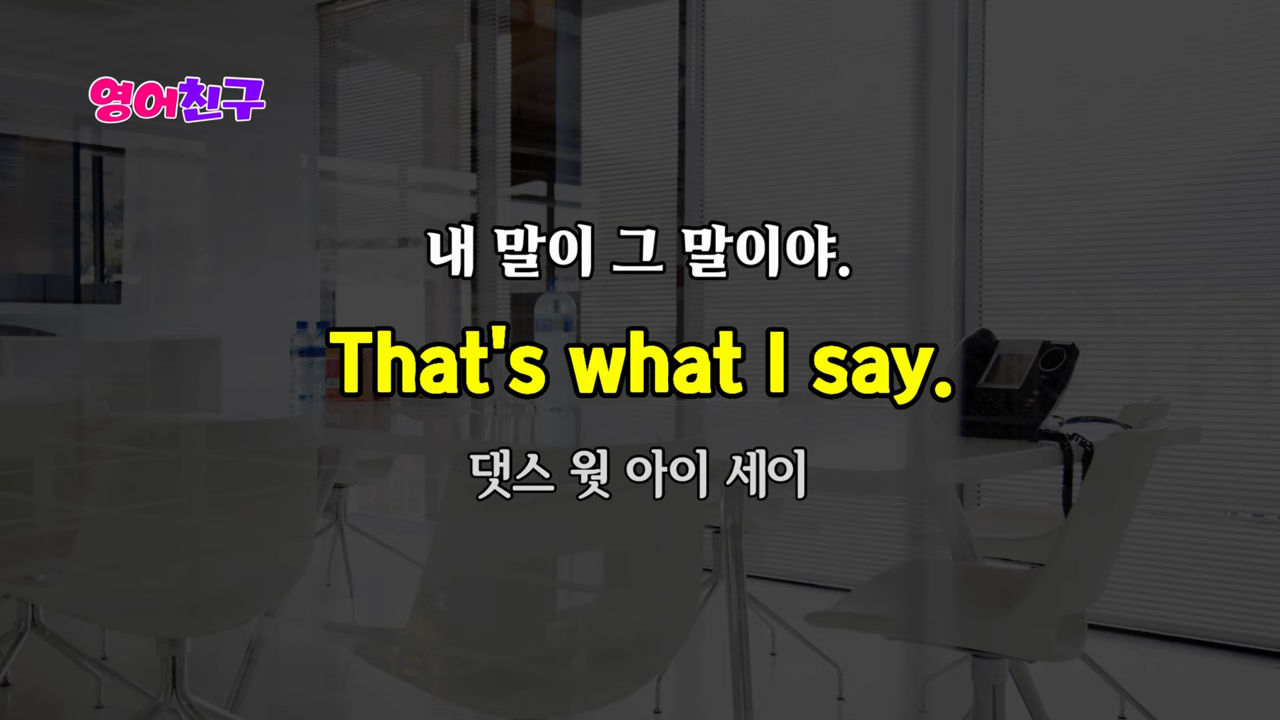 영어친구
내 말이 그 말이야.
That's what I say.
댓스 웟 아이 세이